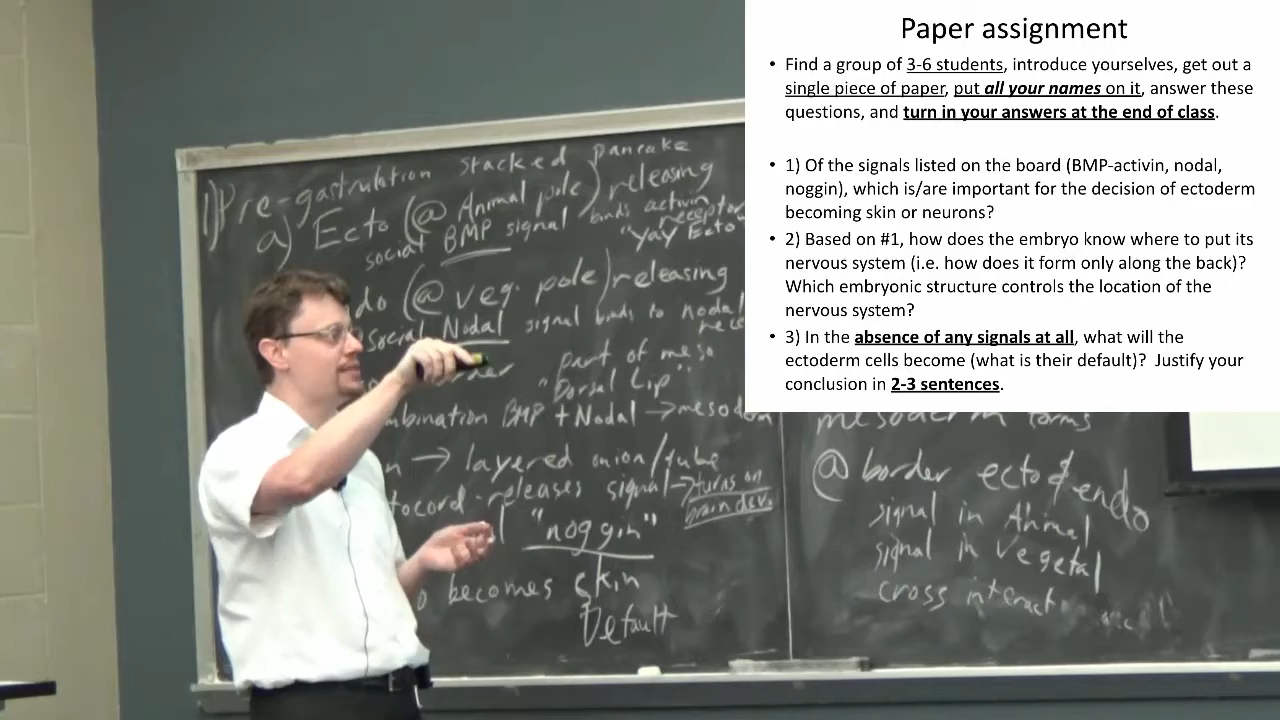 Paper assignment
• Find a group of 3-6 students, introduce yourselves, get out a
single piece of paper, put all your names on it, answer these
questions, and turn in your answers at the end of class.
• 1) Of the signals listed on the board (BMP-activin, nodal,
noggin), which is/are important for the decision of ectoderm
becoming skin or neurons?
• 2) Based on #1, how does the embryo know where to put its
nervous system (i.e. how does it form only along the back)?
Which embryonic structure controls the location of the
nervous system?
• 3) In the absence of any signals at all, what will the
ectoderm cells become (what is their default)? Justify your
conclusion in 2-3 sentences.
1) Pre-gastrulation stacked pancake
a) Ecto (@ Animal pole) releasing
social BMP signal binds activin
receptor
"yay Ecto
do (@ veg. pole) releasing
social Nodal signal binds to nodal
rece
order "part of meso
"Dorsal Lip"
mbination BMP + Nodal → mesoderm
n → layered onion/tube
tocord - releases signal → turns on
brain dev.
l "noggin"
o becomes skin
Default
mesoderm forms
@ border ecto & endo
signal in Animal
signal in Vegetal
cross interact